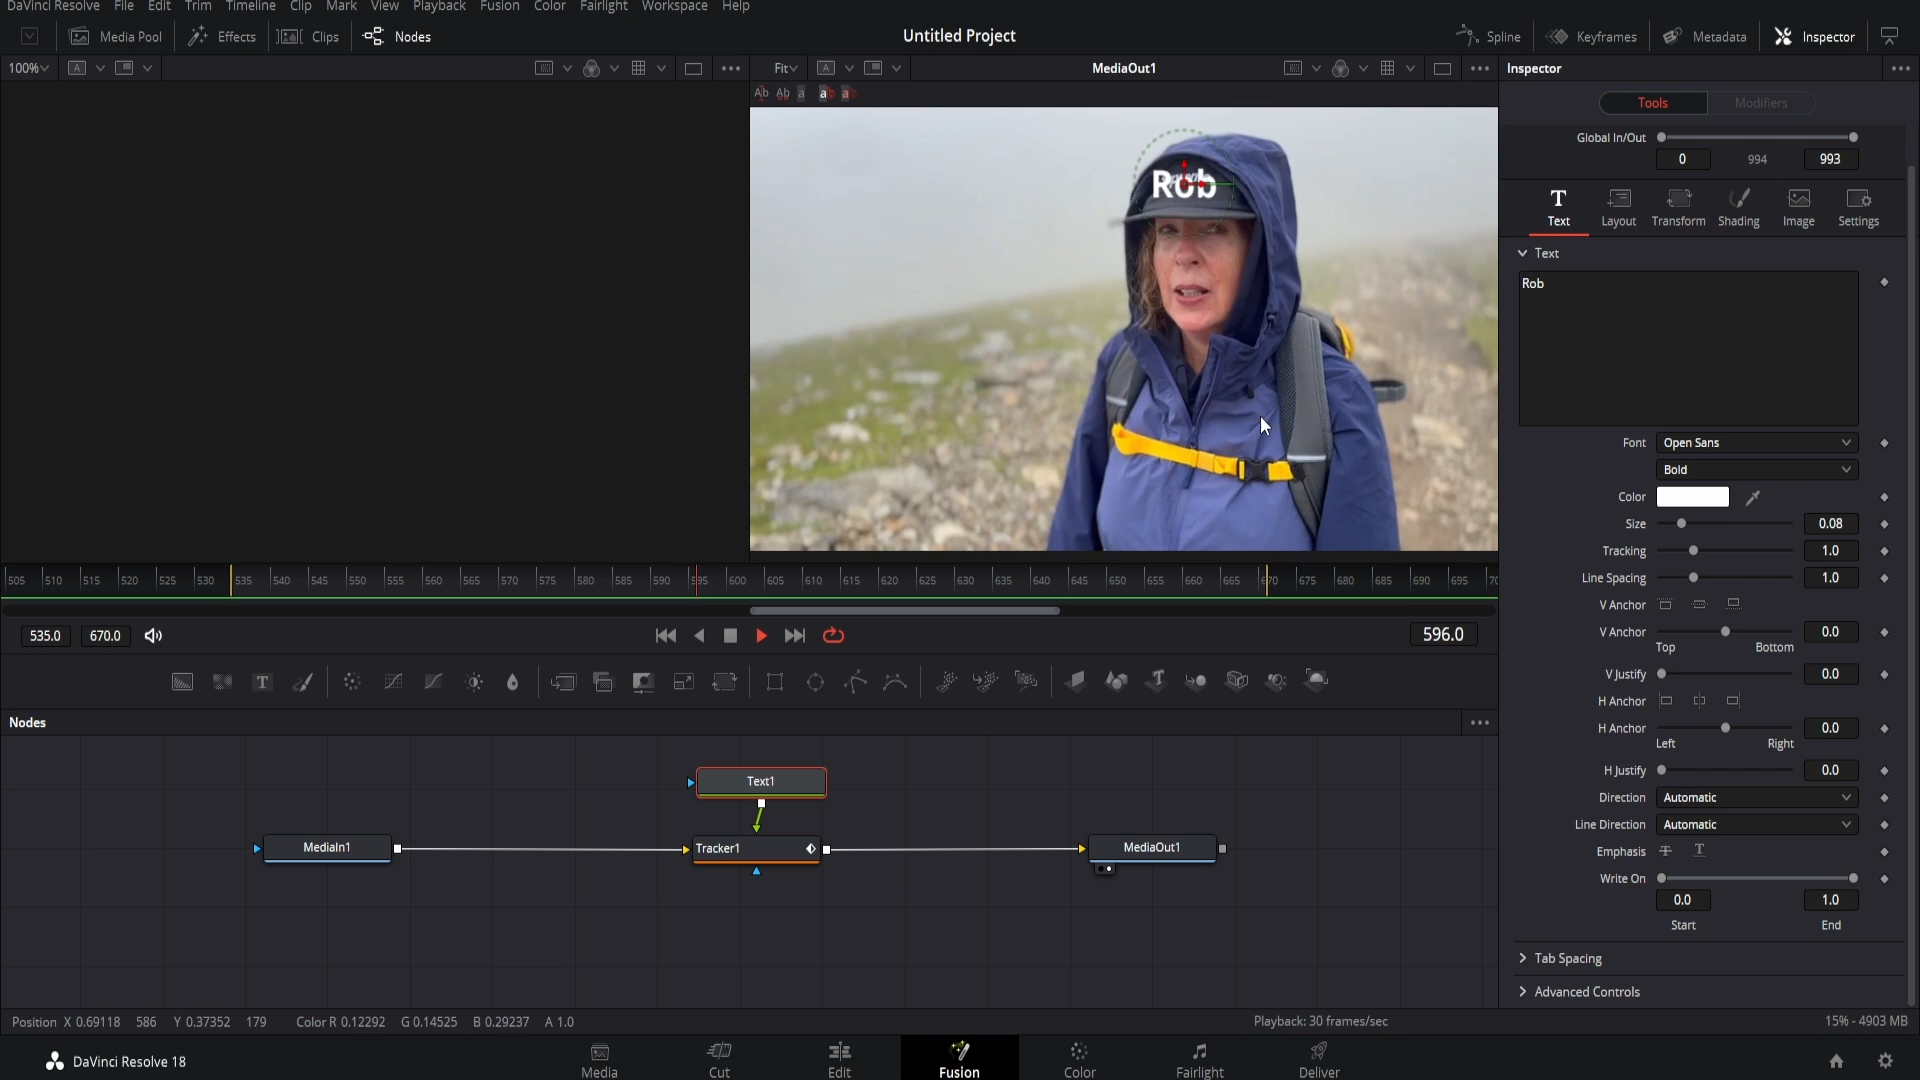 DaVinci Resolve File Edit Trim Timeline Clip Mark View Playback Fusion Color Fairlight Workspace Help
Media Pool Effects Clips Nodes Untitled Project Spline Keyframes Metadata Inspector
100% A Fit A MediaOut1 Inspector
Ab Ab a ab ab
Tools Modifiers
Global In/Out
0 994 993
Rob
T
Text Layout Transform Shading Image Settings
Text
Rob
Font Open Sans
Bold
Color
Size 0.08
Tracking 1.0
Line Spacing 1.0
V Anchor
V Anchor 0.0
Top Bottom
V Justify 0.0
H Anchor
H Anchor 0.0
Left Right
H Justify 0.0
Direction Automatic
Line Direction Automatic
Emphasis T T
Write On
0.0 1.0
Start End
Tab Spacing
Advanced Controls
505 510 515 520 525 530 535 540 545 550 555 560 565 570 575 580 585 590 595 600 605 610 615 620 625 630 635 640 645 650 655 660 665 670 675 680 685 690 695 70
535.0 670.0 596.0
T T
Nodes
Text1
MediaIn1 Tracker1 MediaOut1
Position X 0.69118 586 Y 0.37352 179 Color R 0.12292 G 0.14525 B 0.29237 A 1.0 Playback: 30 frames/sec 15% - 4903 MB
DaVinci Resolve 18 Media Cut Edit Fusion Color Fairlight Deliver